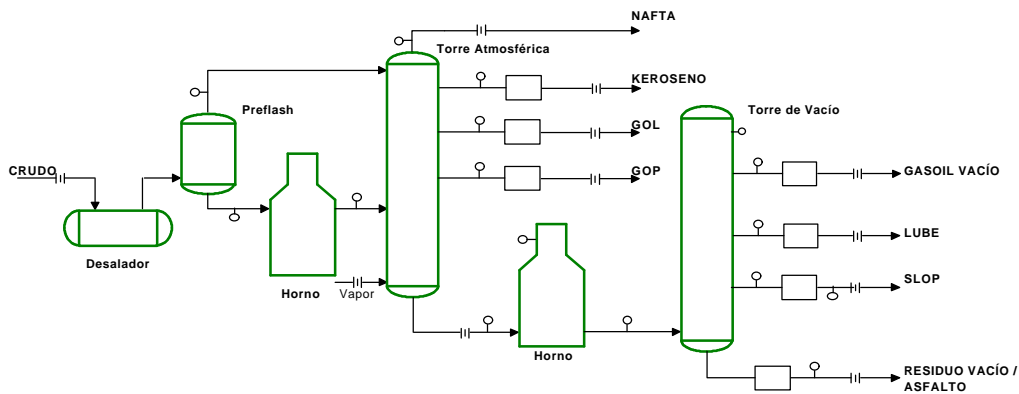 NAFTA
Torre Atmosférica
KEROSENO
Preflash
Torre de Vacío
GOL
CRUDO
GOP
GASOIL VACÍO
LUBE
Desalador
SLOP
Horno
Vapor
Horno
RESIDUO VACÍO /
ASFALTO